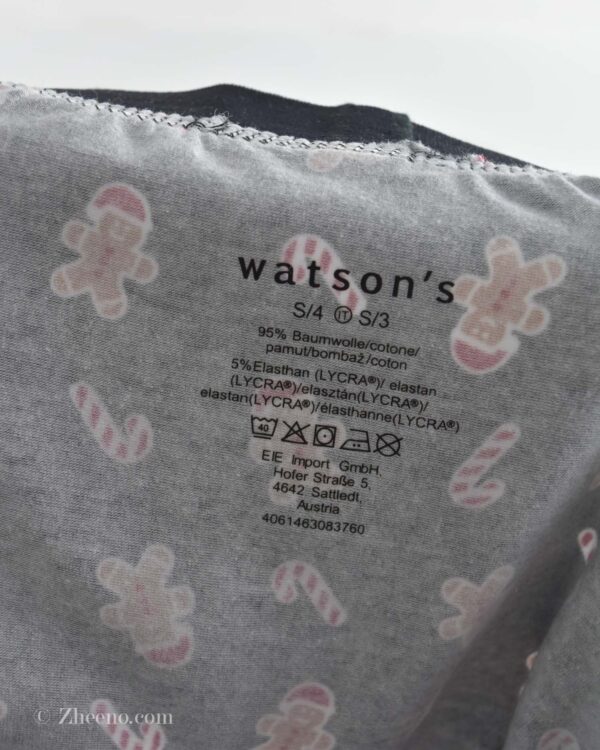 watson's
S/4 IT S/3
95% Baumwolle/cotone/
pamut/bombaž/coton
5%Elasthan (LYCRA®)/ elastan
(LYCRA®)/elasztán(LYCRA®)/
elastan(LYCRA®)/élasthanne(LYCRA®)
40
EIE Import GmbH,
Hofer Straße 5,
4642 Sattledt,
Austria
4061463083760
© Zheeno.com